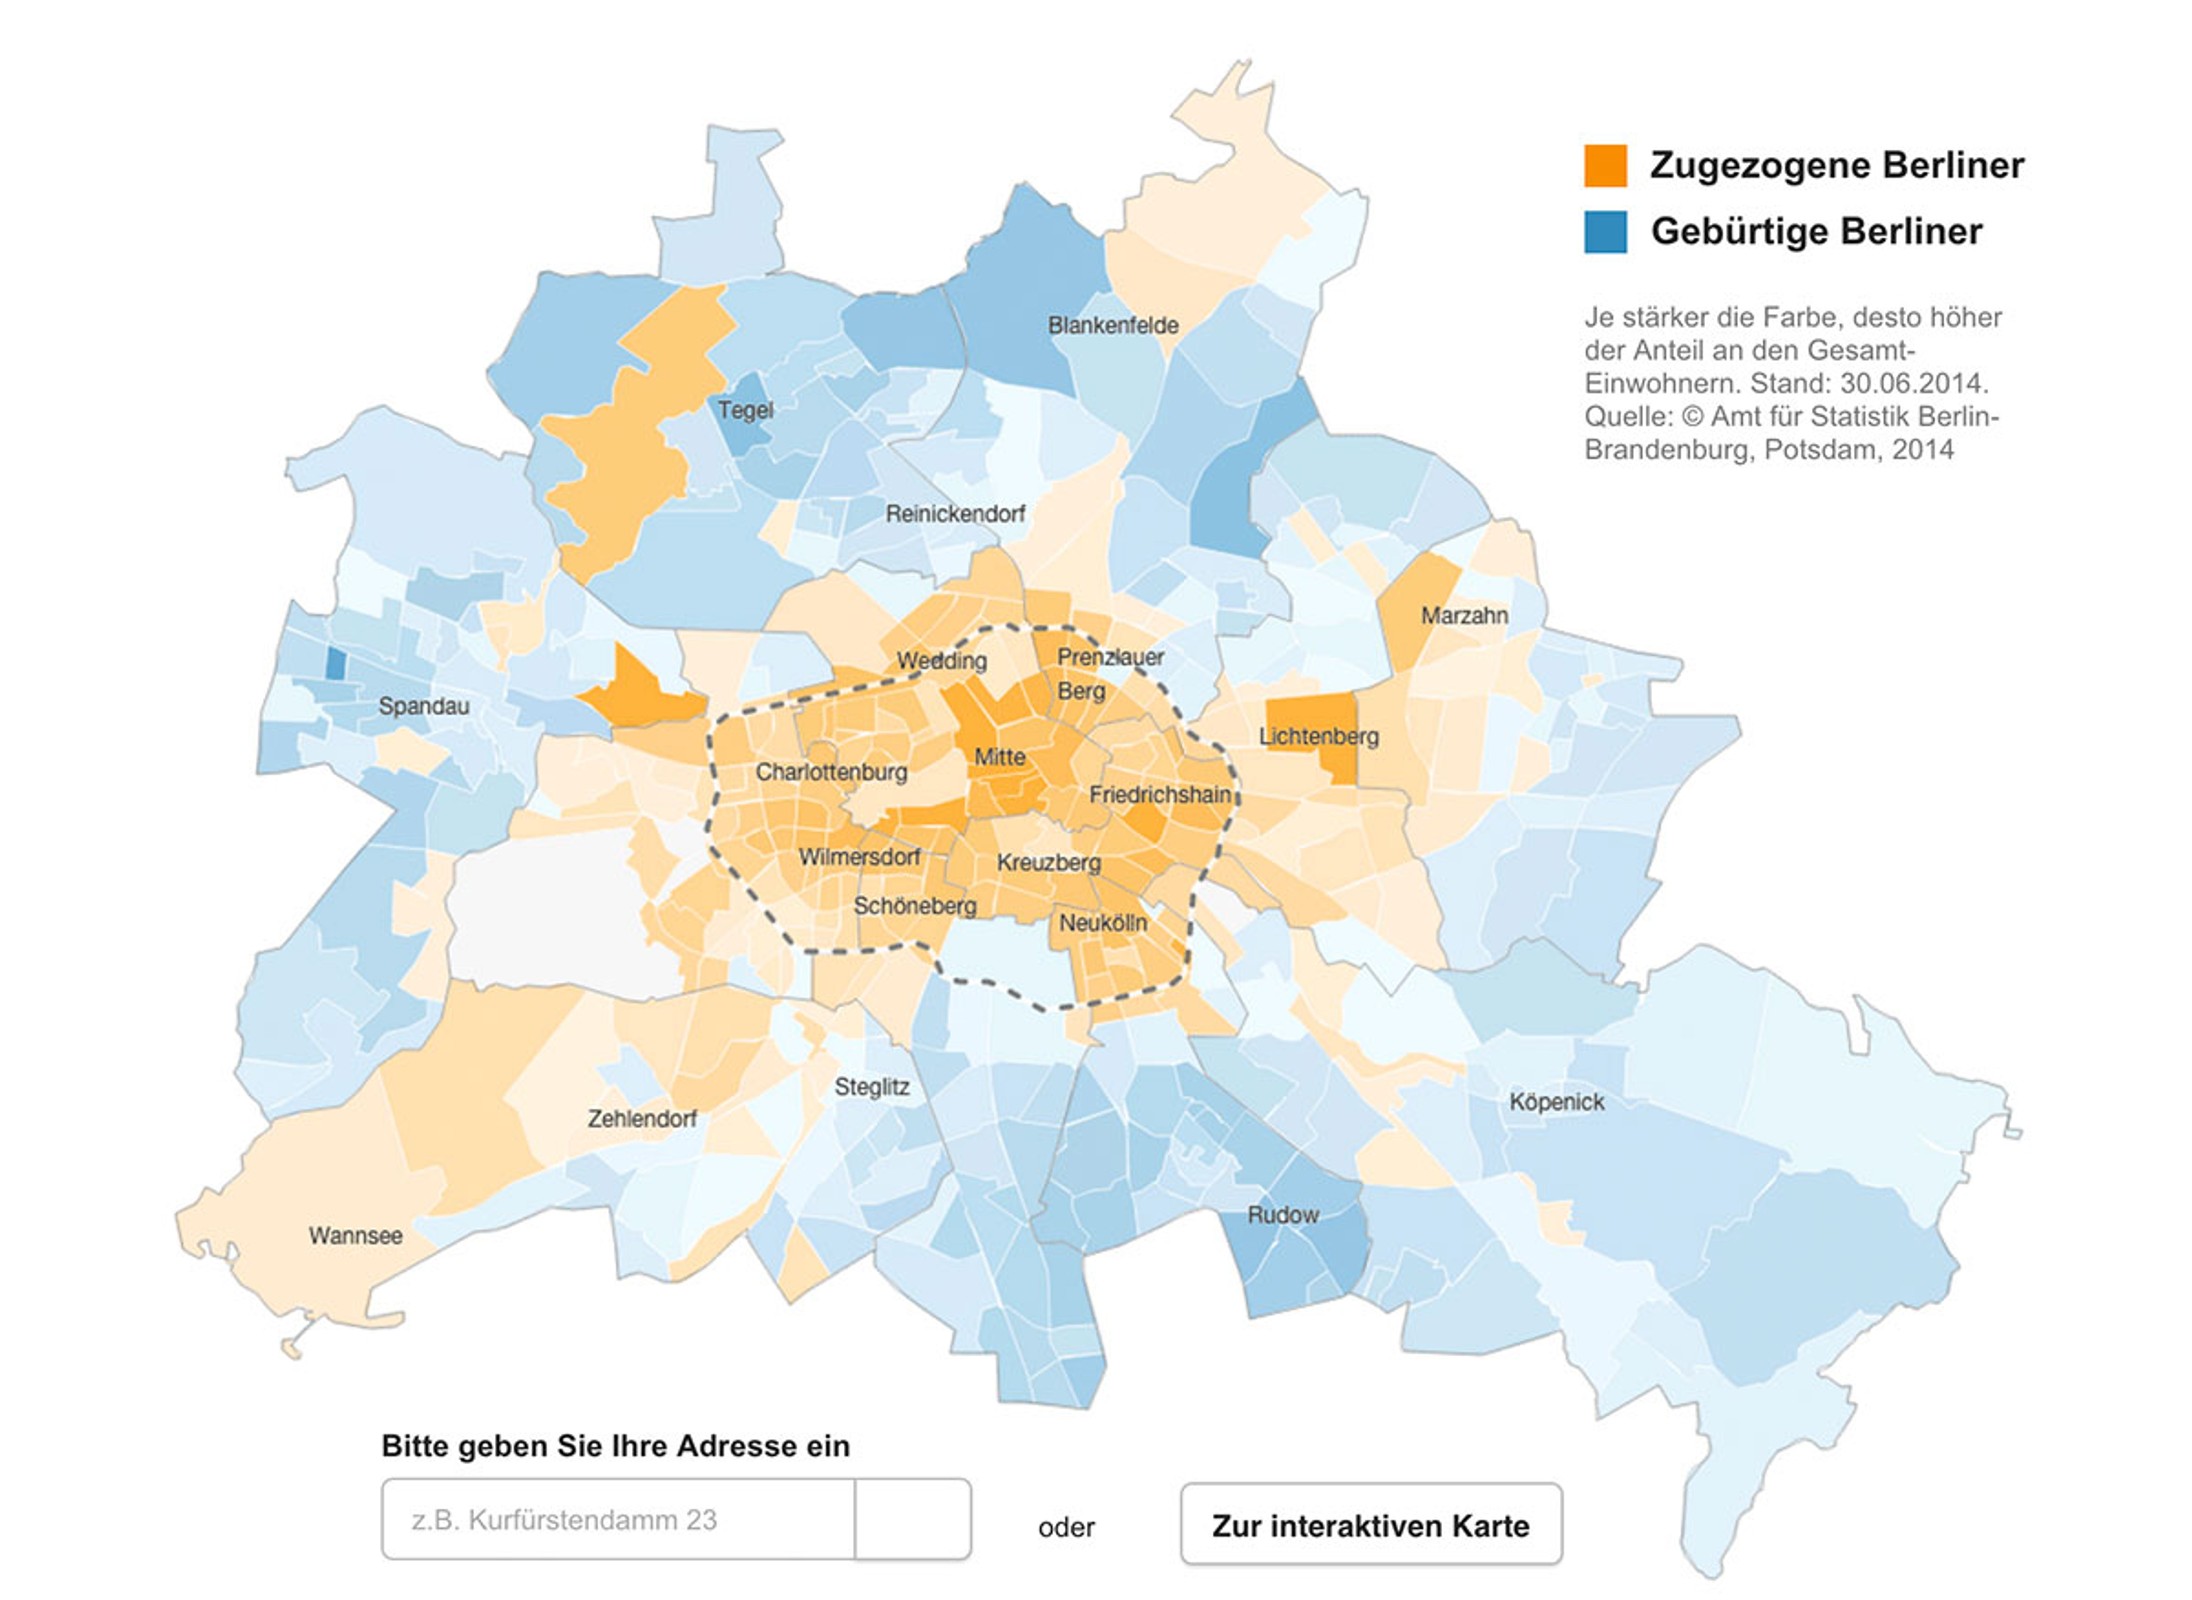 Zugezogene Berliner
Gebürtige Berliner
Je stärker die Farbe, desto höher
der Anteil an den Gesamt-
Einwohnern. Stand: 30.06.2014.
Quelle: © Amt für Statistik Berlin-
Brandenburg, Potsdam, 2014
Blankenfelde
Tegel
Reinickendorf
Marzahn
Wedding
Prenzlauer
Berg
Spandau
Lichtenberg
Mitte
Charlottenburg
Friedrichshain
Wilmersdorf
Kreuzberg
Schöneberg
Neukölln
Steglitz
Zehlendorf
Köpenick
Rudow
Wannsee
Bitte geben Sie Ihre Adresse ein
z.B. Kurfürstendamm 23
oder
Zur interaktiven Karte